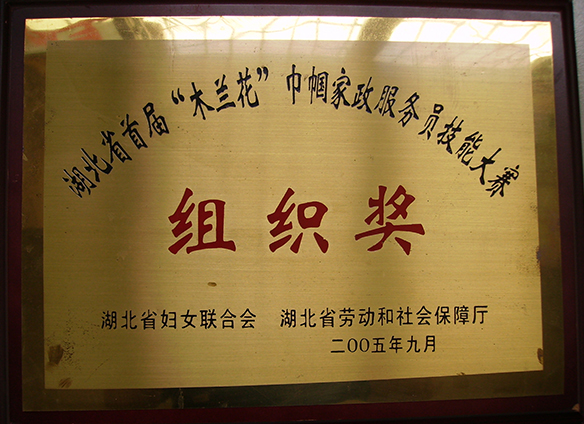 湖北省首届“木兰花”巾帼家政服务员技能大赛
组织奖
湖北省妇女联合会 湖北省劳动和社会保障厅
二OO五年九月